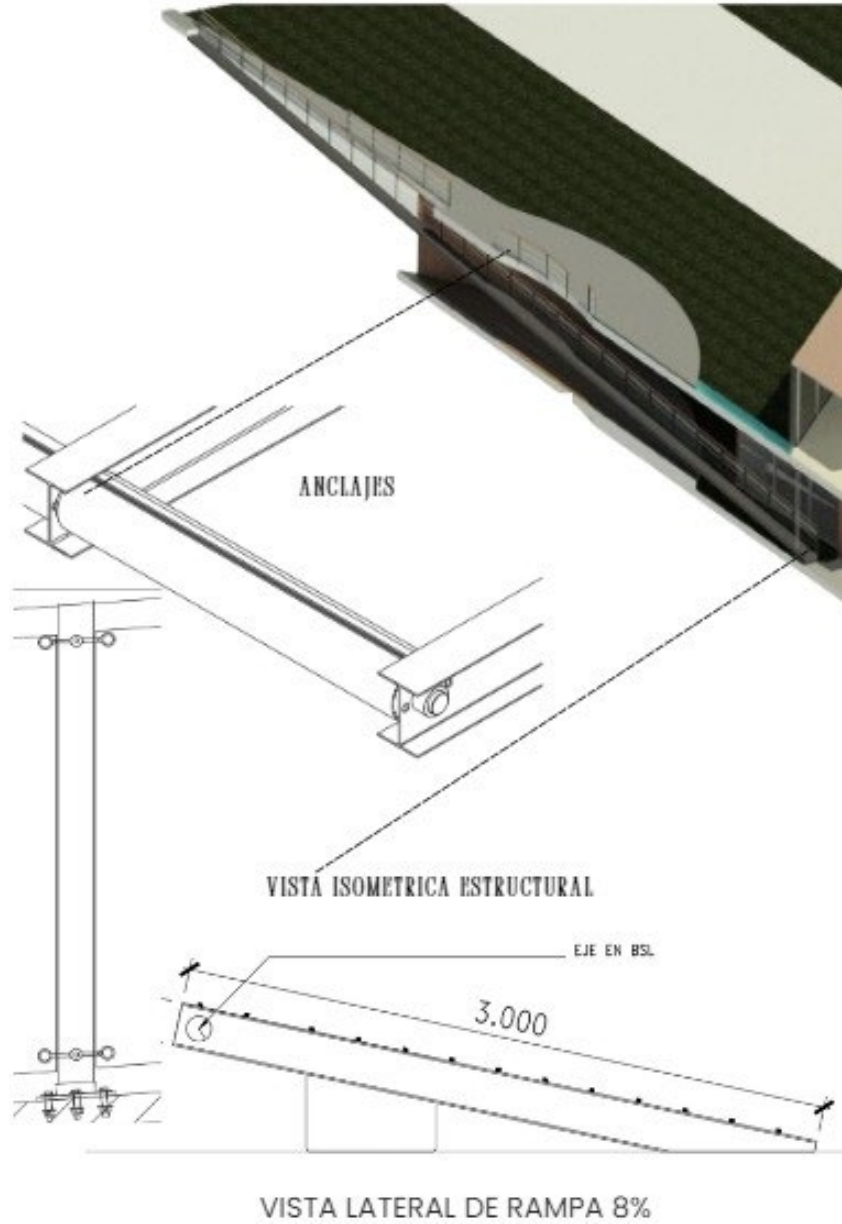 ANCLAJES
VISTA ISOMETRICA ESTRUCTURAL
EJE EN BSL
3.000
VISTA LATERAL DE RAMPA 8%